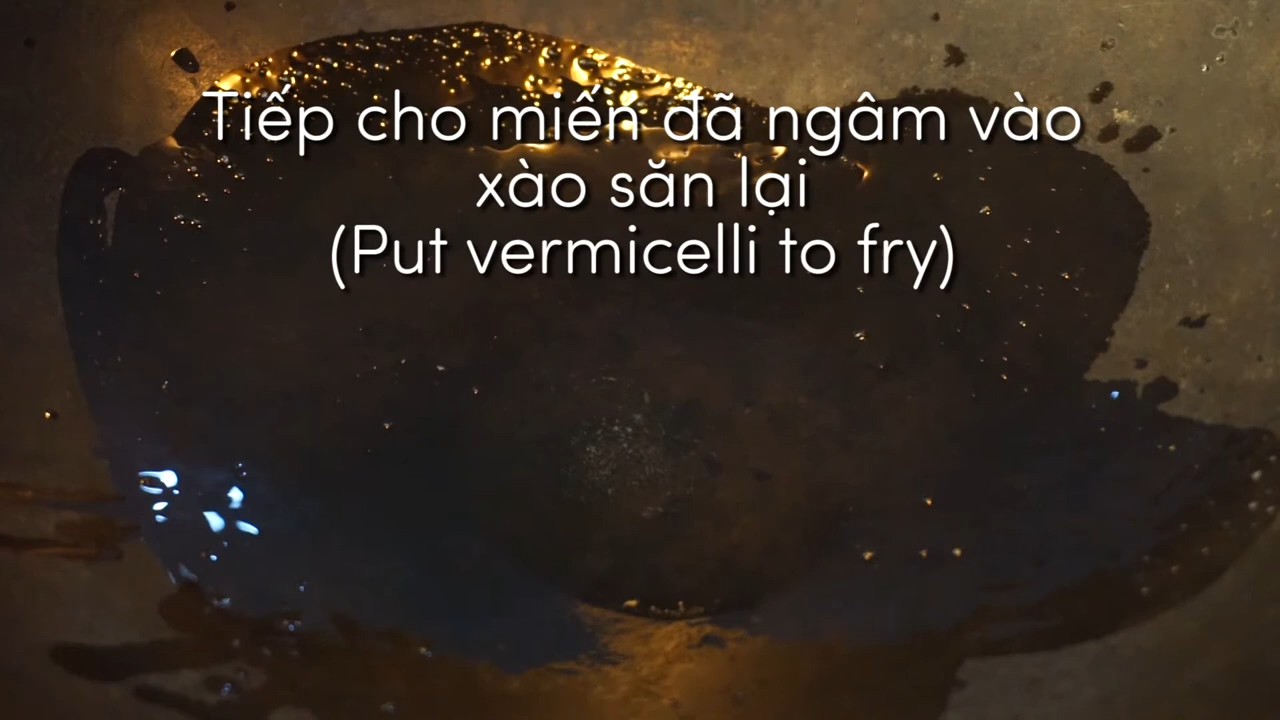 Tiếp cho miến đã ngâm vào
xào săn lại
(Put vermicelli to fry)